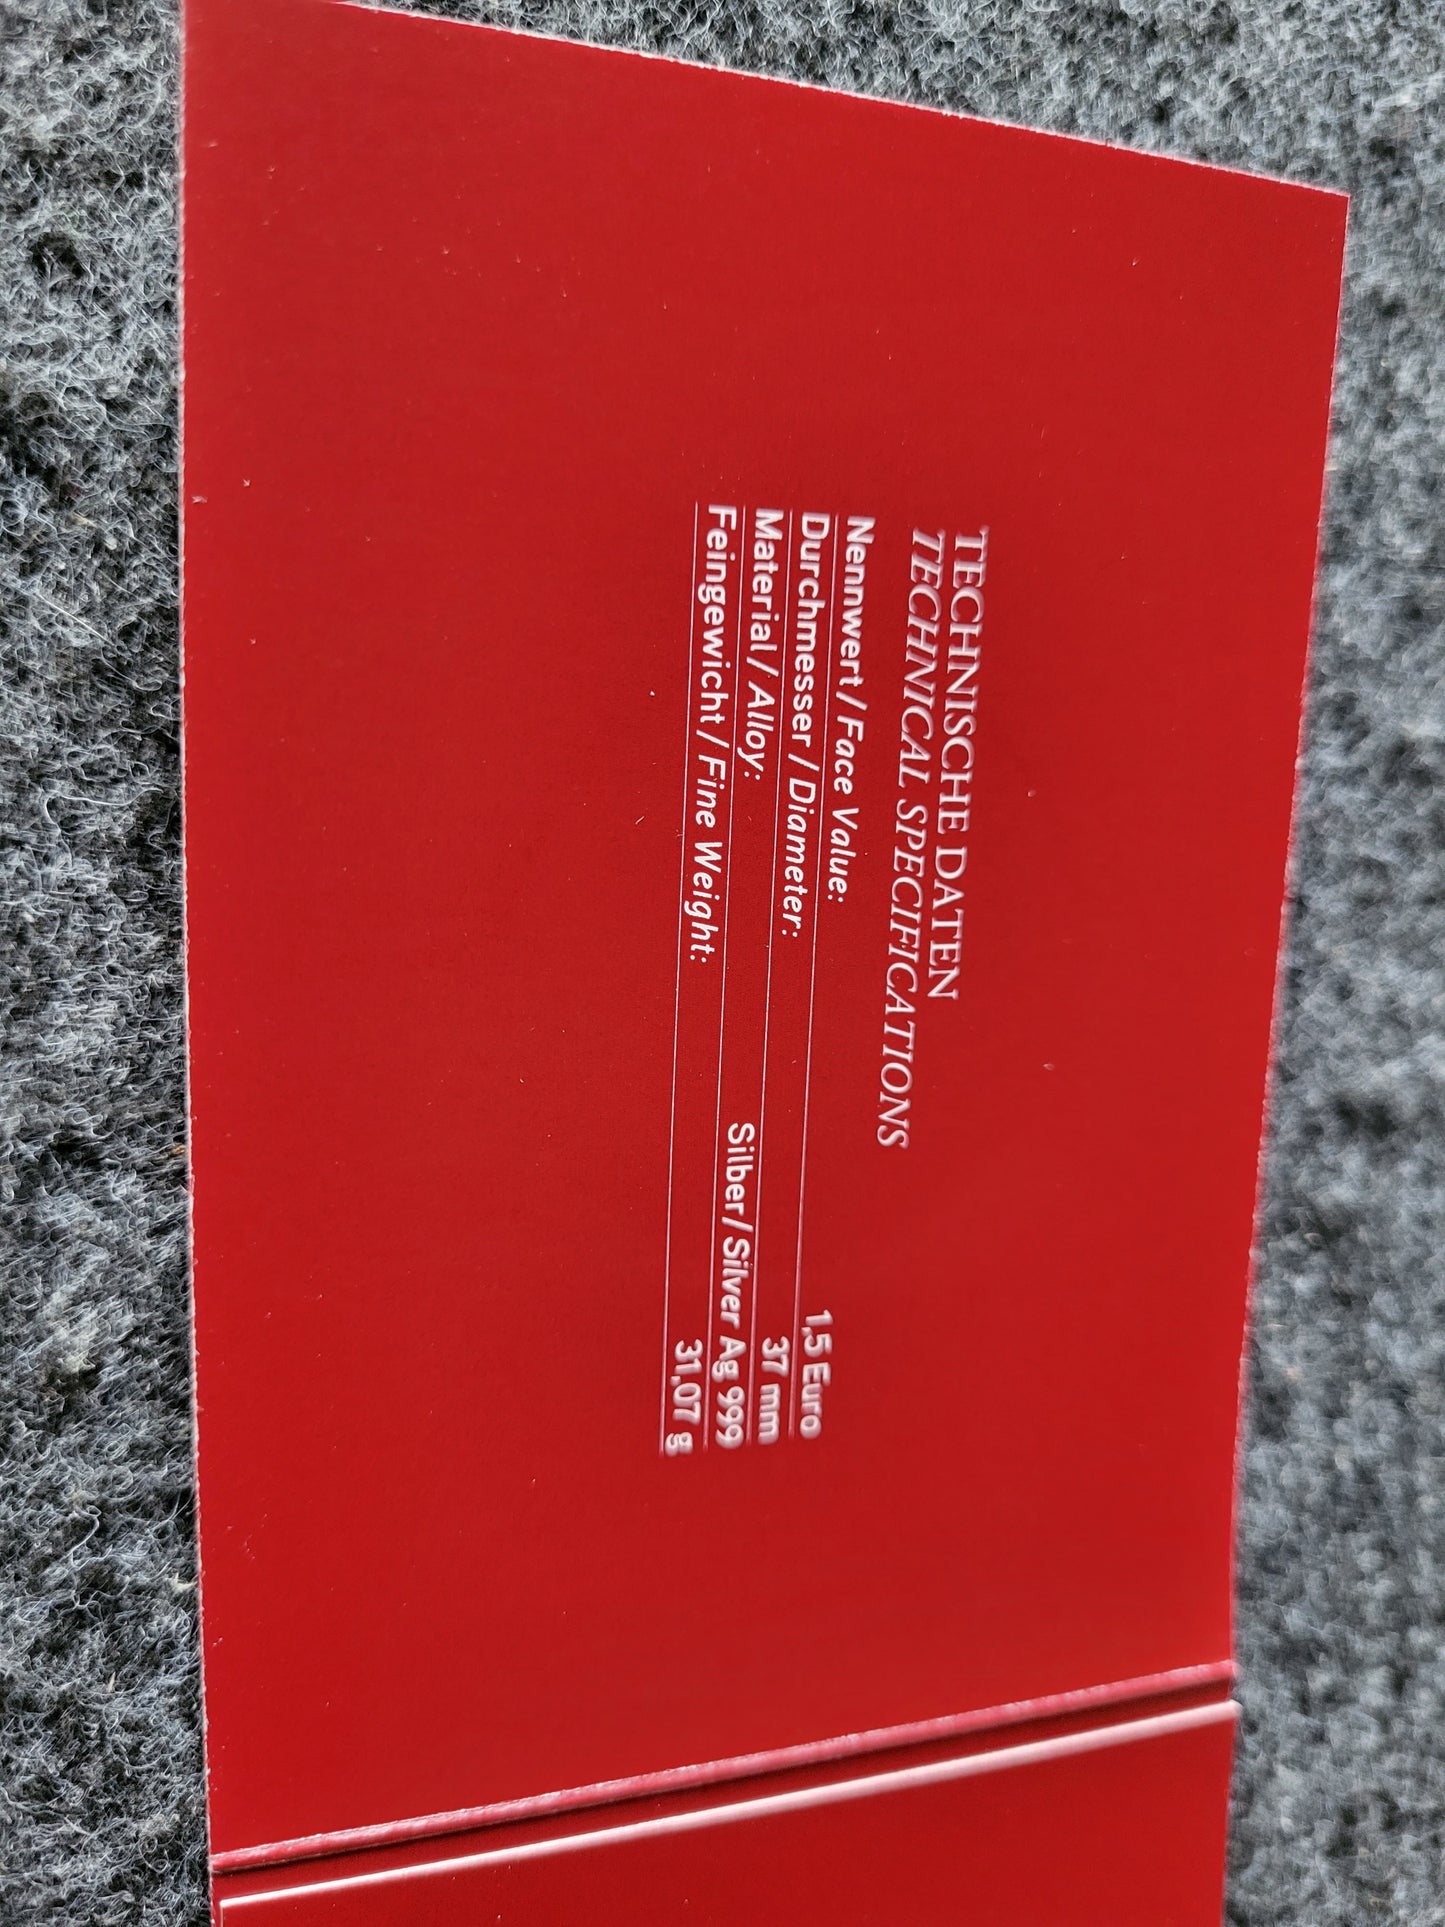 TECHNISCHE DATEN
TECHNICAL SPECIFICATIONS
Nennwert / Face Value: 1,5 Euro
Durchmesser / Diameter: 37 mm
Material / Alloy: Silber / Silver Ag 999
Feingewicht / Fine Weight: 31,07 g